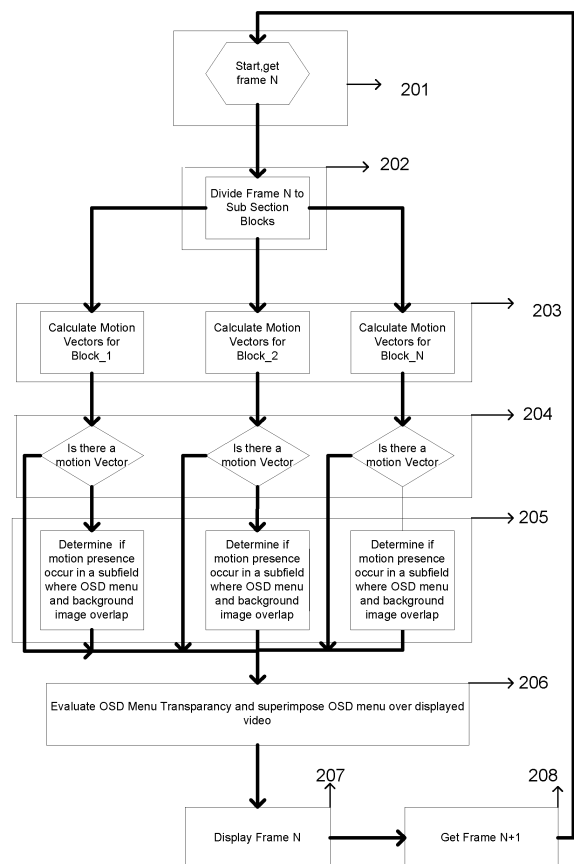 Start,get
frame N
201
202
Divide Frame N to
Sub Section
Blocks
203
Calculate Motion
Vectors for
Block_1
Calculate Motion
Vectors for
Block_2
Calculate Motion
Vectors for
Block_N
204
Is there a
motion Vector
Is there a
motion Vector
Is there a
motion Vector
205
Determine if
motion presence
occur in a subfield
where OSD menu
and background
image overlap
Determine if
motion presence
occur in a subfield
where OSD menu
and background
image overlap
Determine if
motion presence
occur in a subfield
where OSD menu
and background
image overlap
206
Evaluate OSD Menu Transparancy and superimpose OSD menu over displayed
video
207
208
Display Frame N
Get Frame N+1